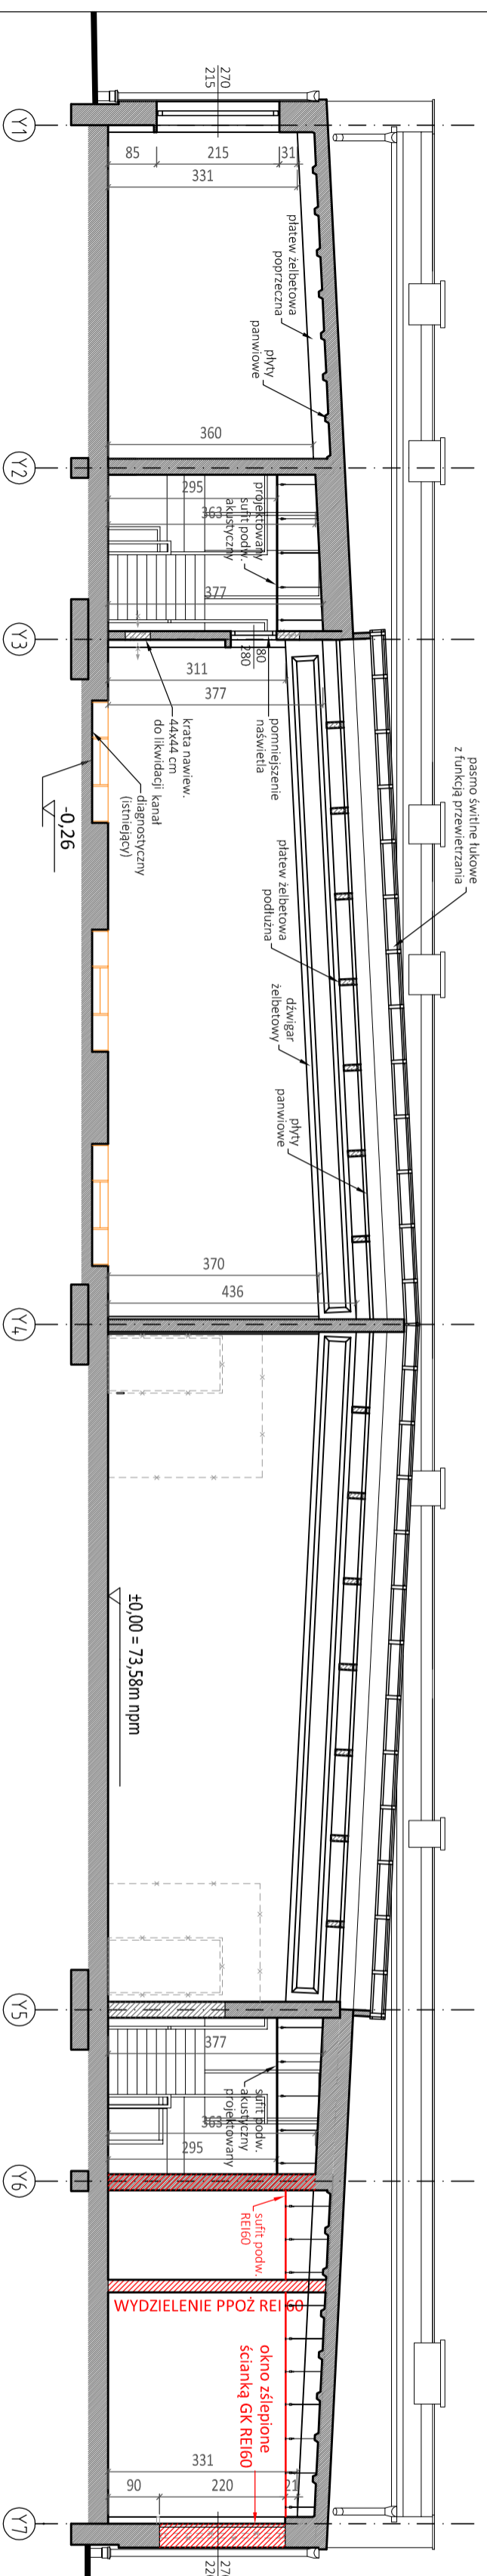 Y1
270
215
85
215
31
331
płatew żelbetowa
poprzeczna
płyty
panwiowe
360
Y2
295
363
projektowany
sufit podw.
akustyczny
377
Y3
80
280
pomniejszenie
naświetla
311
377
krata nawiew.
44x44 cm
do likwidacji
kanał
diagnostyczny
(istniejący)
-0,26
pasmo świtlne łukowe
z funkcją przewietrzania
płatew żelbetowa
podłużna
dźwigar
żelbetowy
płyty
panwiowe
370
436
Y4
±0,00 = 73,58m npm
Y5
377
sufit podw.
akustyczny
projektowany
363
295
Y6
sufit podw.
REI60
WYDZIELENIE PPOŻ REI 60
okno zślepione
ścianką GK REI60
331
90
220
21
Y7